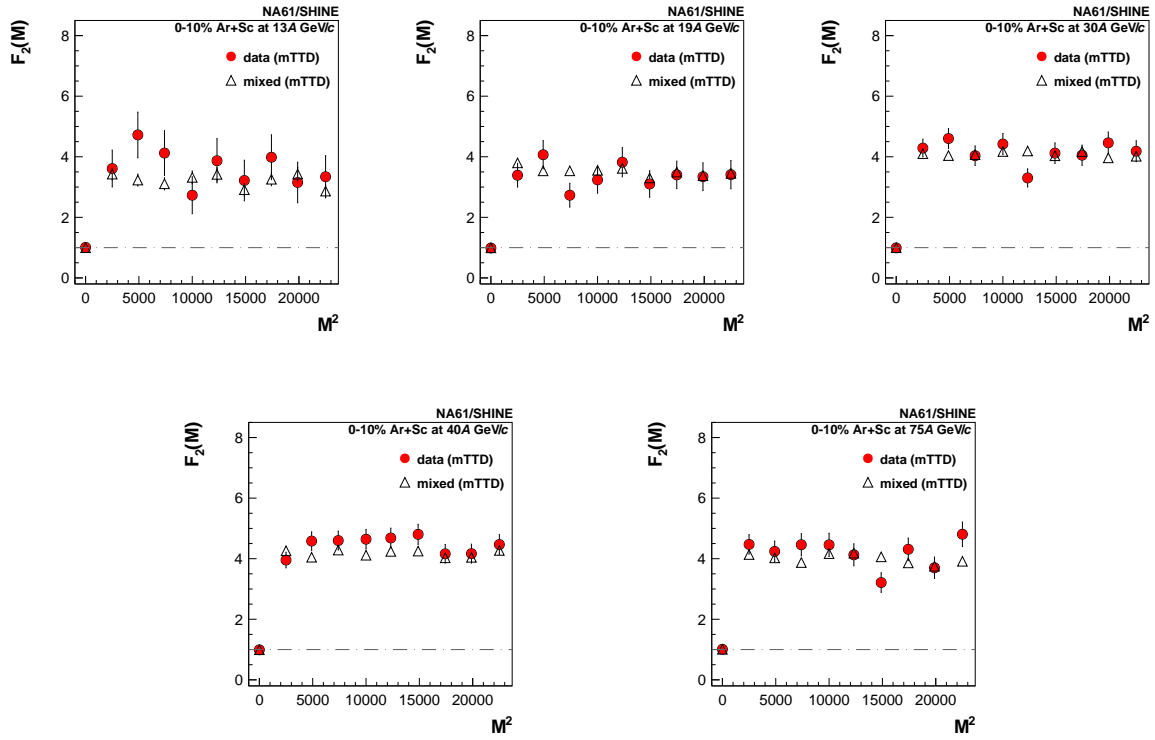 NA61/SHINE
0-10% Ar+Sc at 13A GeV/c
F2(M)
8
6
4
2
0
data (mTTD)
mixed (mTTD)
0 5000 10000 15000 20000
M²
NA61/SHINE
0-10% Ar+Sc at 19A GeV/c
F2(M)
8
6
4
2
0
data (mTTD)
mixed (mTTD)
0 5000 10000 15000 20000
M²
NA61/SHINE
0-10% Ar+Sc at 30A GeV/c
F2(M)
8
6
4
2
0
data (mTTD)
mixed (mTTD)
0 5000 10000 15000 20000
M²
NA61/SHINE
0-10% Ar+Sc at 40A GeV/c
F2(M)
8
6
4
2
0
data (mTTD)
mixed (mTTD)
0 5000 10000 15000 20000
M²
NA61/SHINE
0-10% Ar+Sc at 75A GeV/c
F2(M)
8
6
4
2
0
data (mTTD)
mixed (mTTD)
0 5000 10000 15000 20000
M²